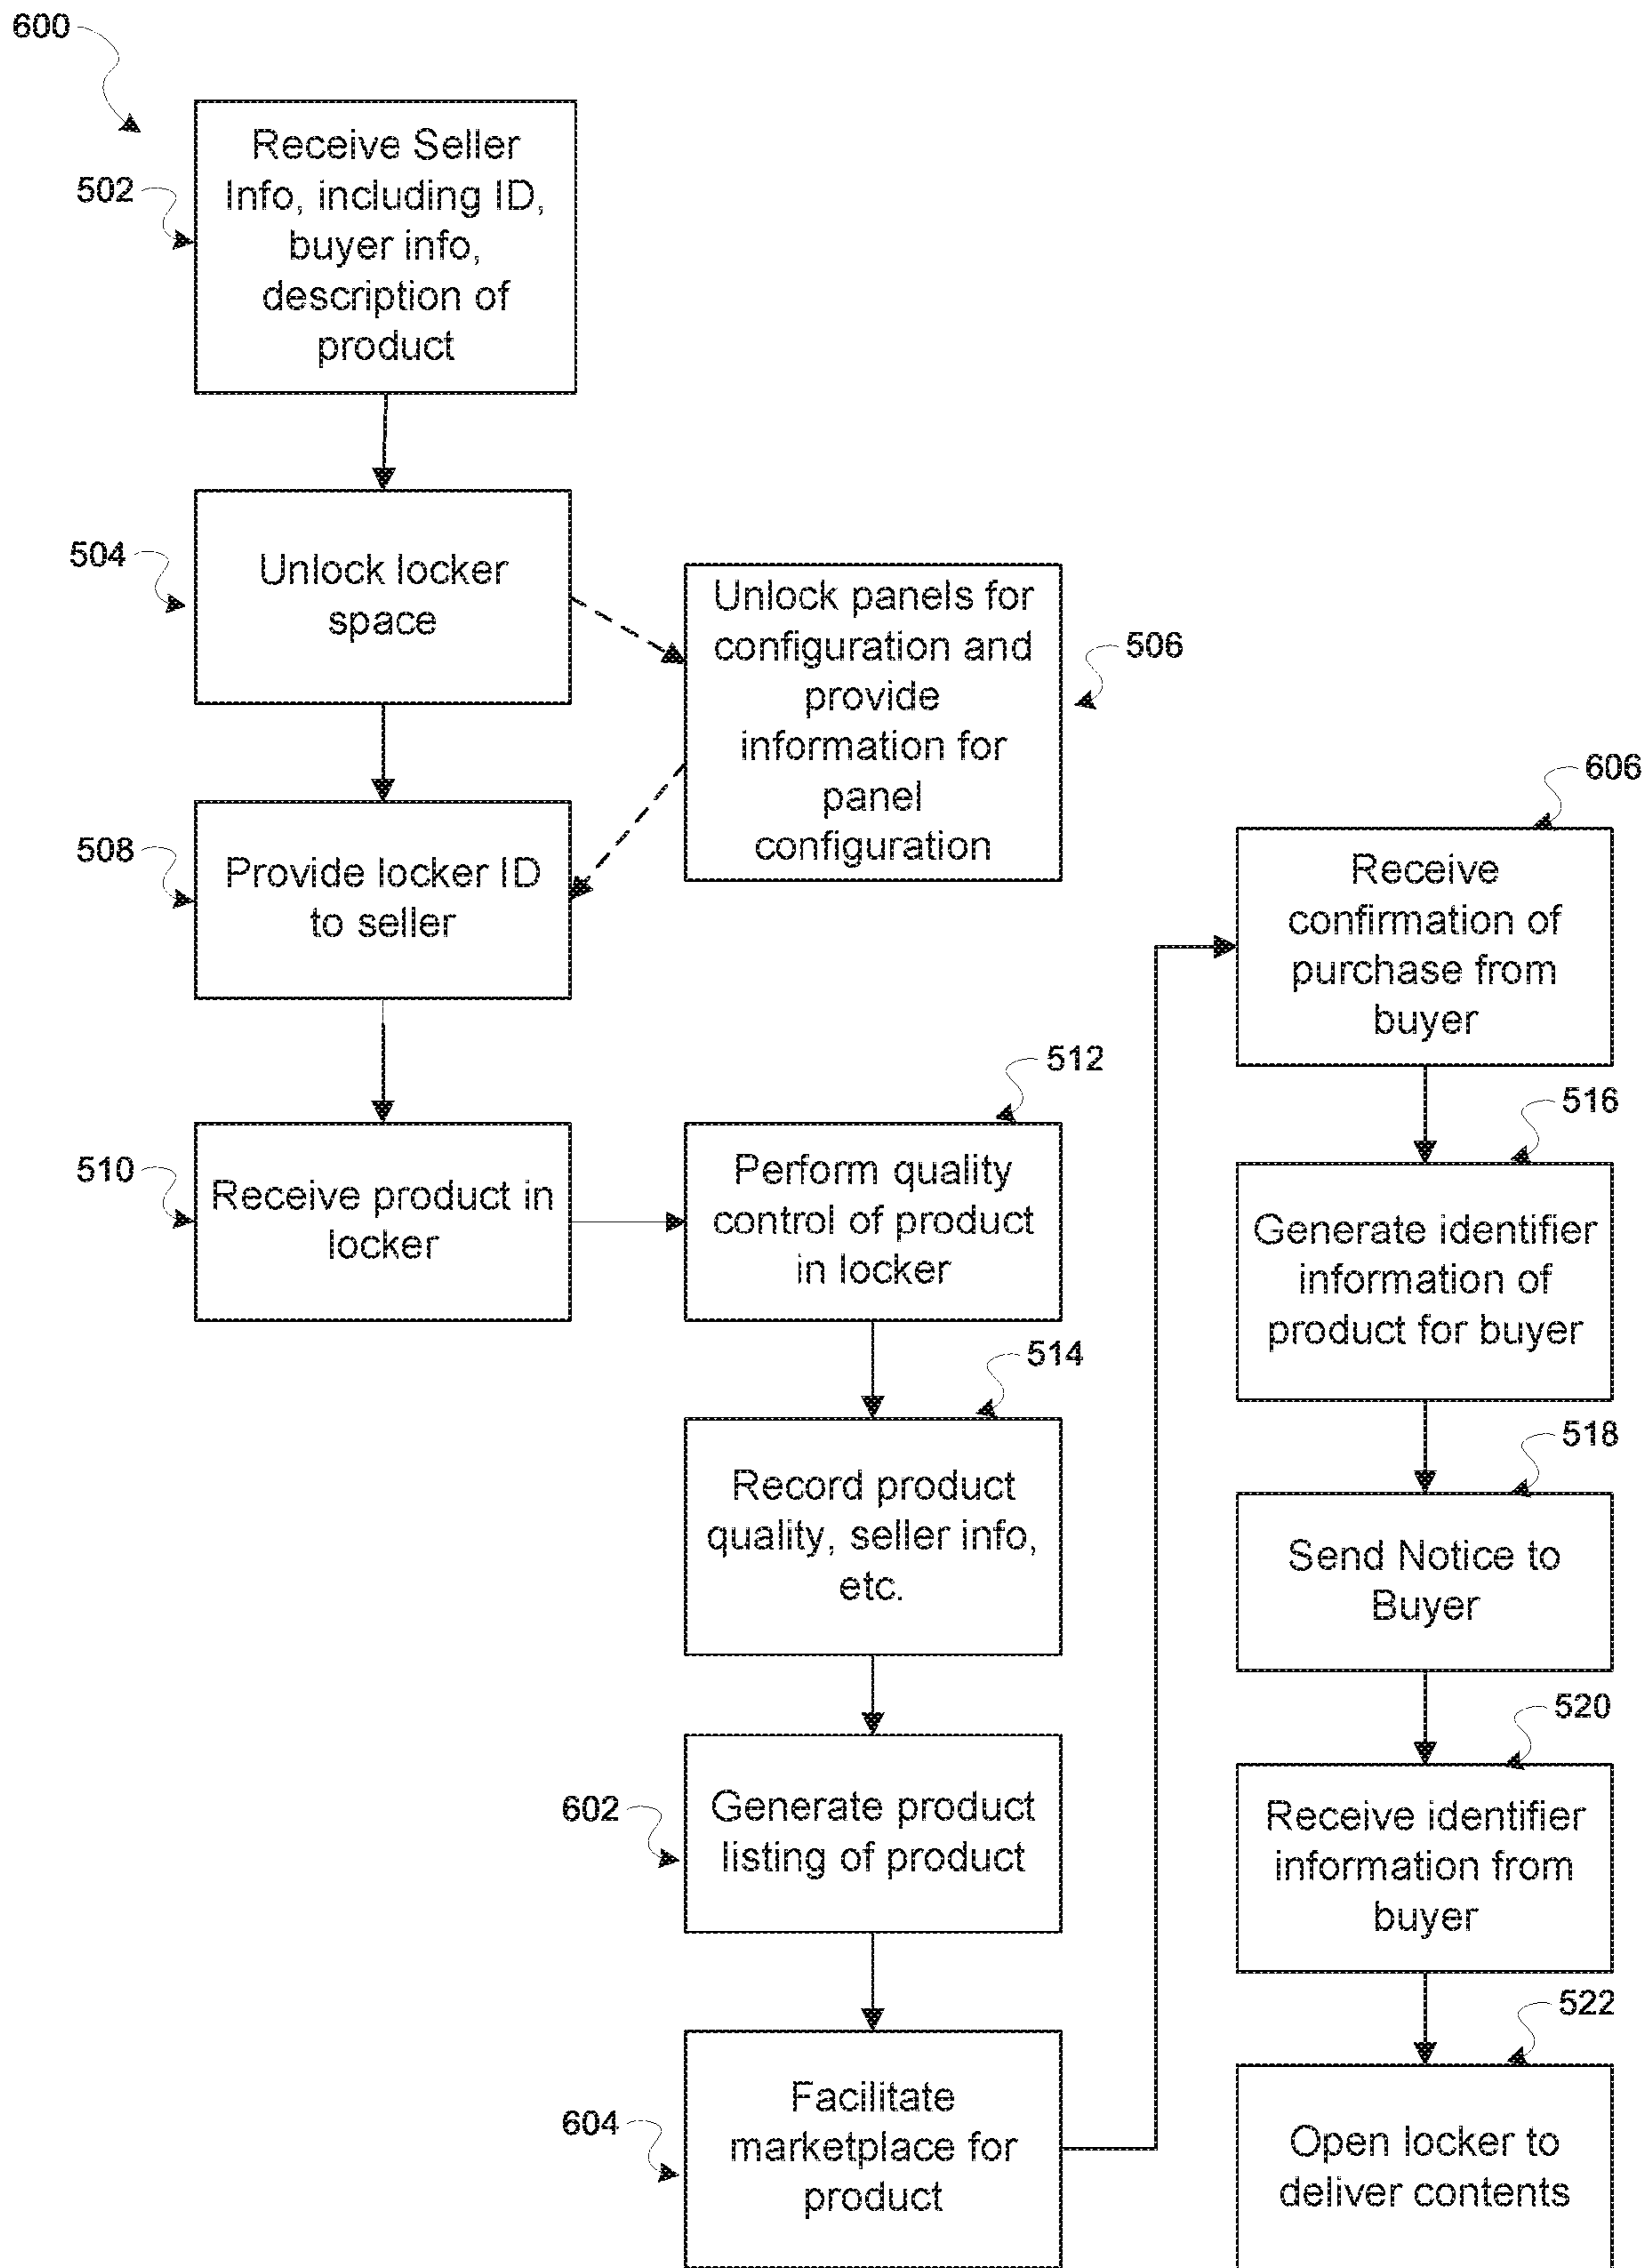 600
502
Receive Seller
Info, including ID,
buyer info,
description of
product
504
Unlock locker
space
Unlock panels for
configuration and
provide
information for
panel
configuration
506
508
Provide locker ID
to seller
510
Receive product in
locker
512
Perform quality
control of product
in locker
514
Record product
quality, seller info,
etc.
602
Generate product
listing of product
604
Facilitate
marketplace for
product
606
Receive
confirmation of
purchase from
buyer
516
Generate identifier
information of
product for buyer
518
Send Notice to
Buyer
520
Receive identifier
information from
buyer
522
Open locker to
deliver contents